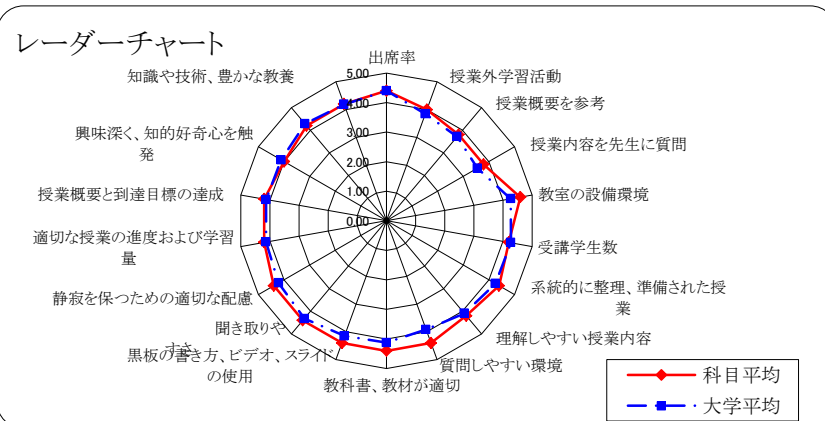 レーダーチャート
出席率
授業外学習活動
授業概要を参考
授業内容を先生に質問
教室の設備環境
受講学生数
系統的に整理、準備された授
業
理解しやすい授業内容
質問しやすい環境
教科書、教材が適切
黒板の書き方、ビデオ、スライド
の使用
聞き取りや
すさ
静寂を保つための適切な配慮
適切な授業の進度および学習
量
授業概要と到達目標の達成
興味深く、知的好奇心を触
発
知識や技術、豊かな教養
5.00
4.00
3.00
2.00
1.00
0.00
科目平均
大学平均